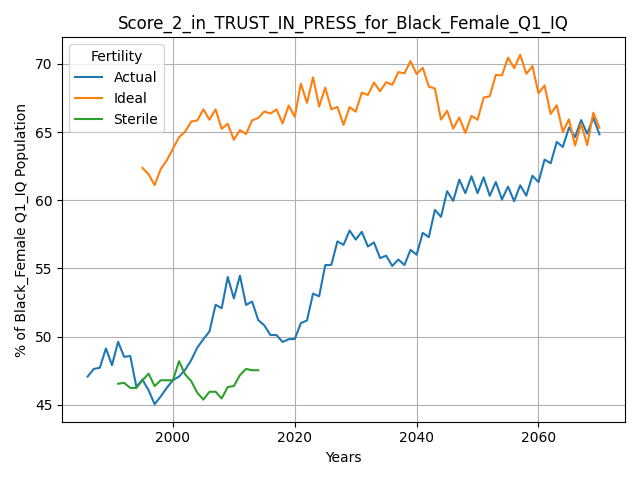 Score_2_in_TRUST_IN_PRESS_for_Black_Female_Q1_IQ
Fertility
Actual
Ideal
Sterile
% of Black_Female Q1_IQ Population
70
65
60
55
50
45
2000
2020
2040
2060
Years